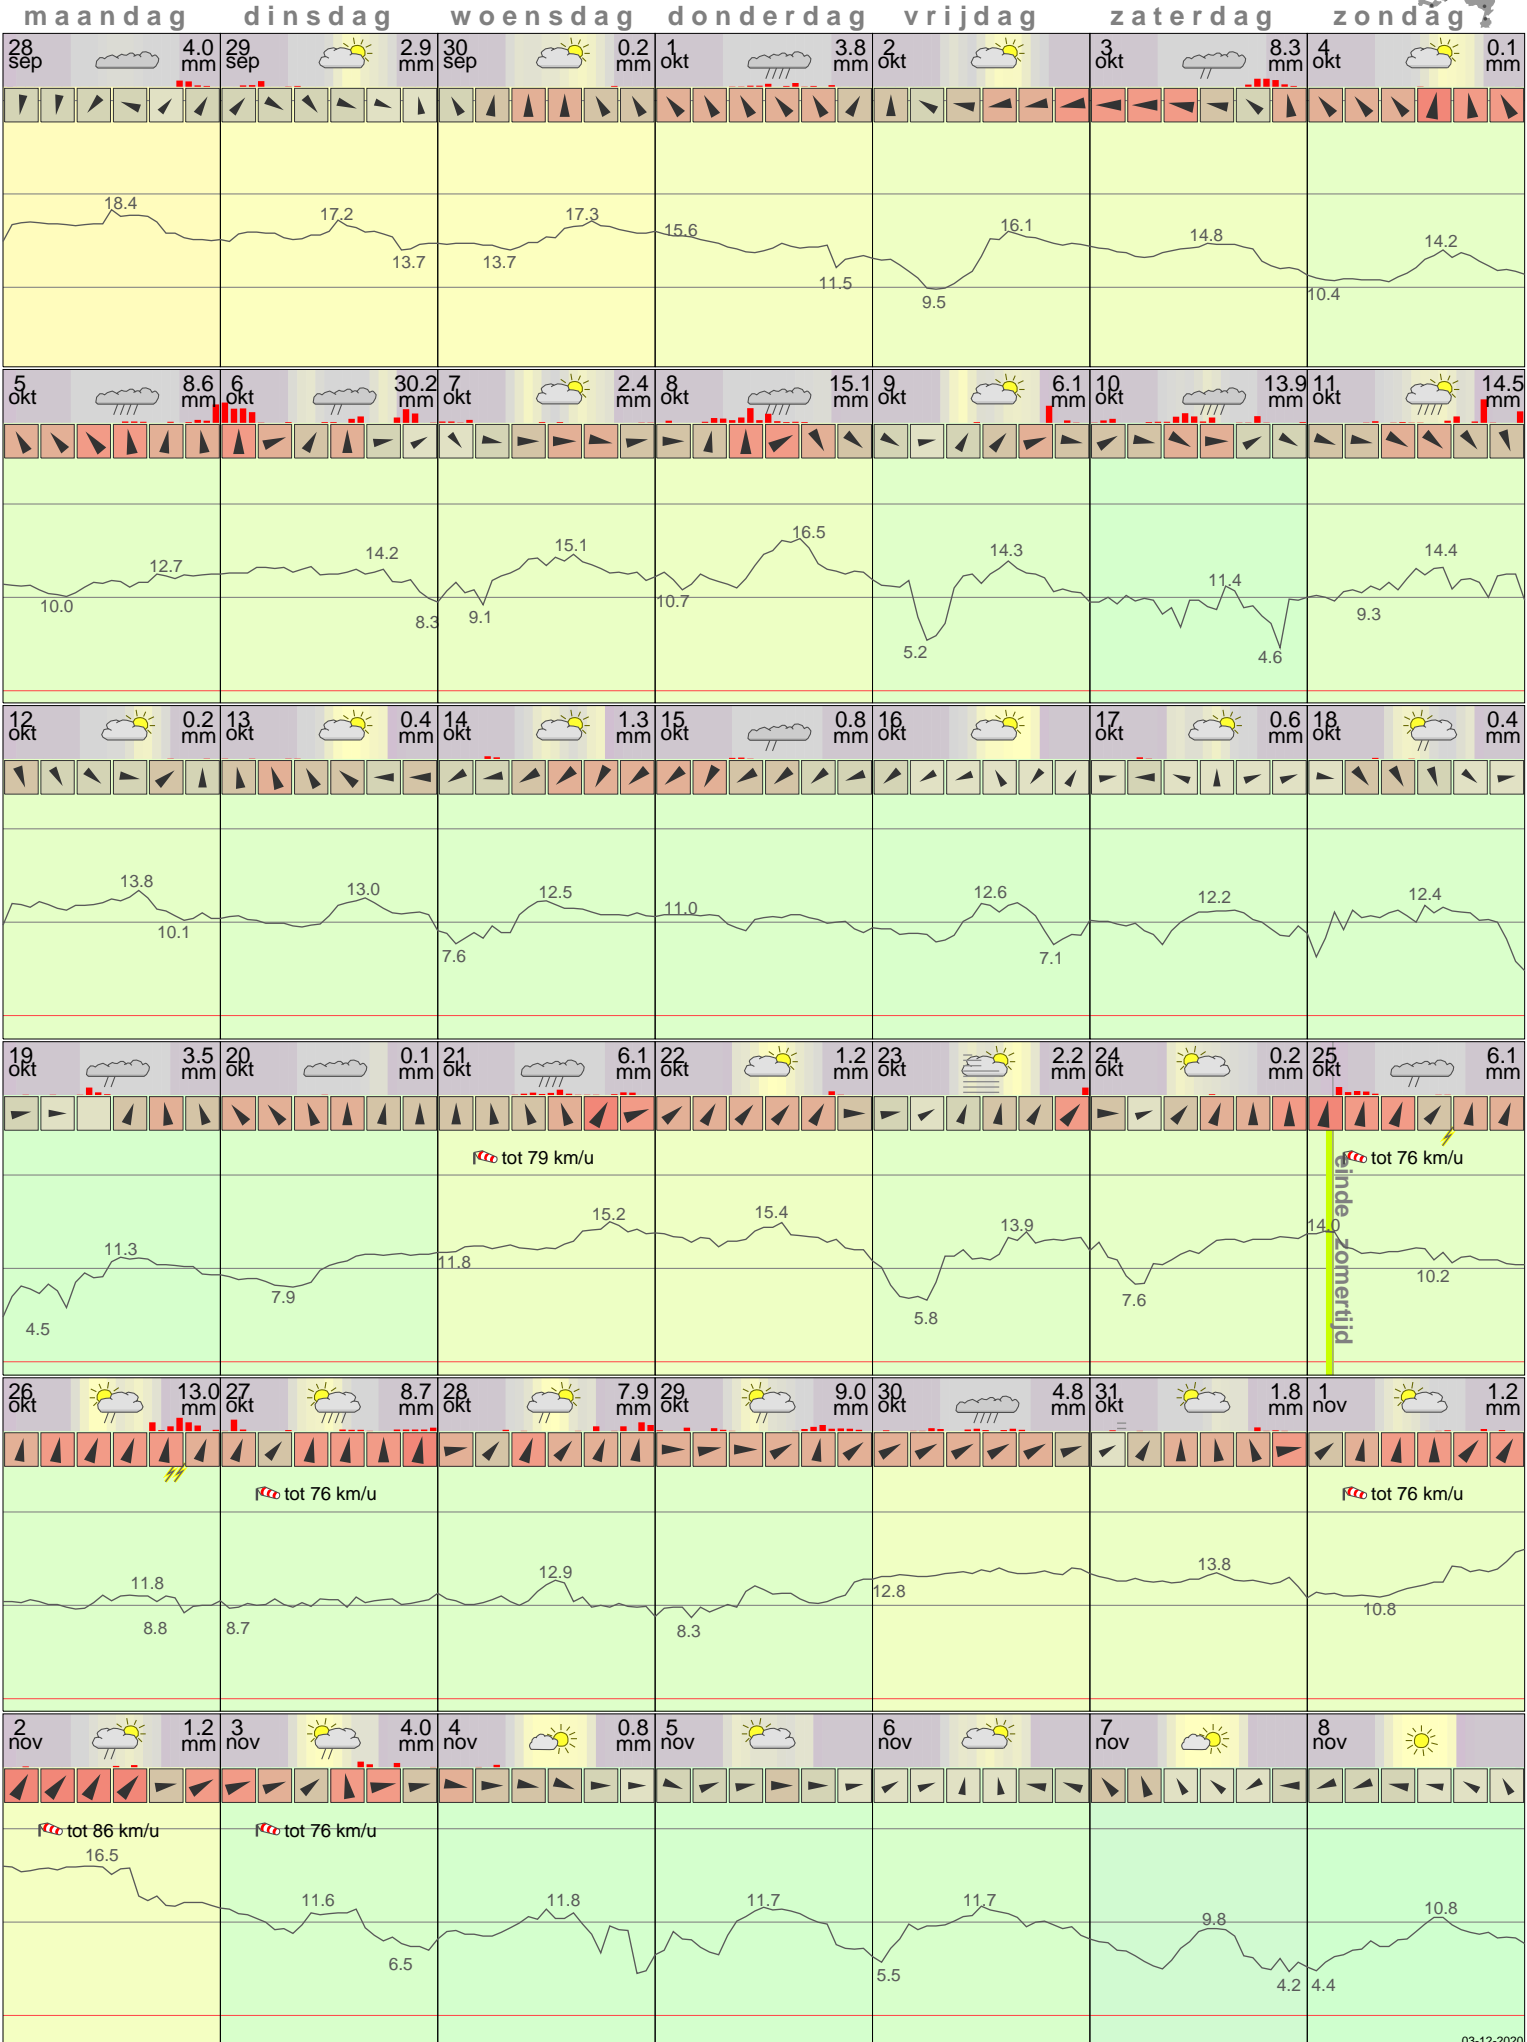 maandag dinsdag woensdag donderdag vrijdag zaterdag zondag
28 sep 4.0 mm 29 sep 2.9 mm 30 sep 0.2 mm 1 okt 3.8 mm 2 okt 3 okt 8.3 mm 4 okt 0.1 mm
18.4 17.2 13.7 13.7 17.3 15.6 11.5 9.5 16.1 14.8 10.4 14.2
5 okt 8.6 mm 6 okt 30.2 mm 7 okt 2.4 mm 8 okt 15.1 mm 9 okt 6.1 mm 10 okt 13.9 mm 11 okt 14.5 mm
10.0 12.7 14.2 8.3 9.1 15.1 10.7 16.5 5.2 14.3 11.4 4.6 9.3 14.4
12 okt 0.2 mm 13 okt 0.4 mm 14 okt 1.3 mm 15 okt 0.8 mm 16 okt 17 okt 0.6 mm 18 okt 0.4 mm
13.8 10.1 13.0 7.6 12.5 11.0 12.6 7.1 12.2 12.4
19 okt 3.5 mm 20 okt 0.1 mm 21 okt 6.1 mm 22 okt 1.2 mm 23 okt 2.2 mm 24 okt 0.2 mm 25 okt 6.1 mm
tot 79 km/u tot 76 km/u
einde zomertijd
4.5 11.3 7.9 11.8 15.2 15.4 5.8 13.9 7.6 14.0 10.2
26 okt 13.0 mm 27 okt 8.7 mm 28 okt 7.9 mm 29 okt 9.0 mm 30 okt 4.8 mm 31 okt 1.8 mm 1 nov 1.2 mm
tot 76 km/u tot 76 km/u
11.8 8.8 8.7 12.9 8.3 12.8 13.8 10.8
2 nov 1.2 mm 3 nov 4.0 mm 4 nov 0.8 mm 5 nov 6 nov 7 nov 8 nov
tot 86 km/u tot 76 km/u
16.5 11.6 6.5 11.8 11.7 5.5 11.7 9.8 4.2 4.4 10.8
03-12-2020